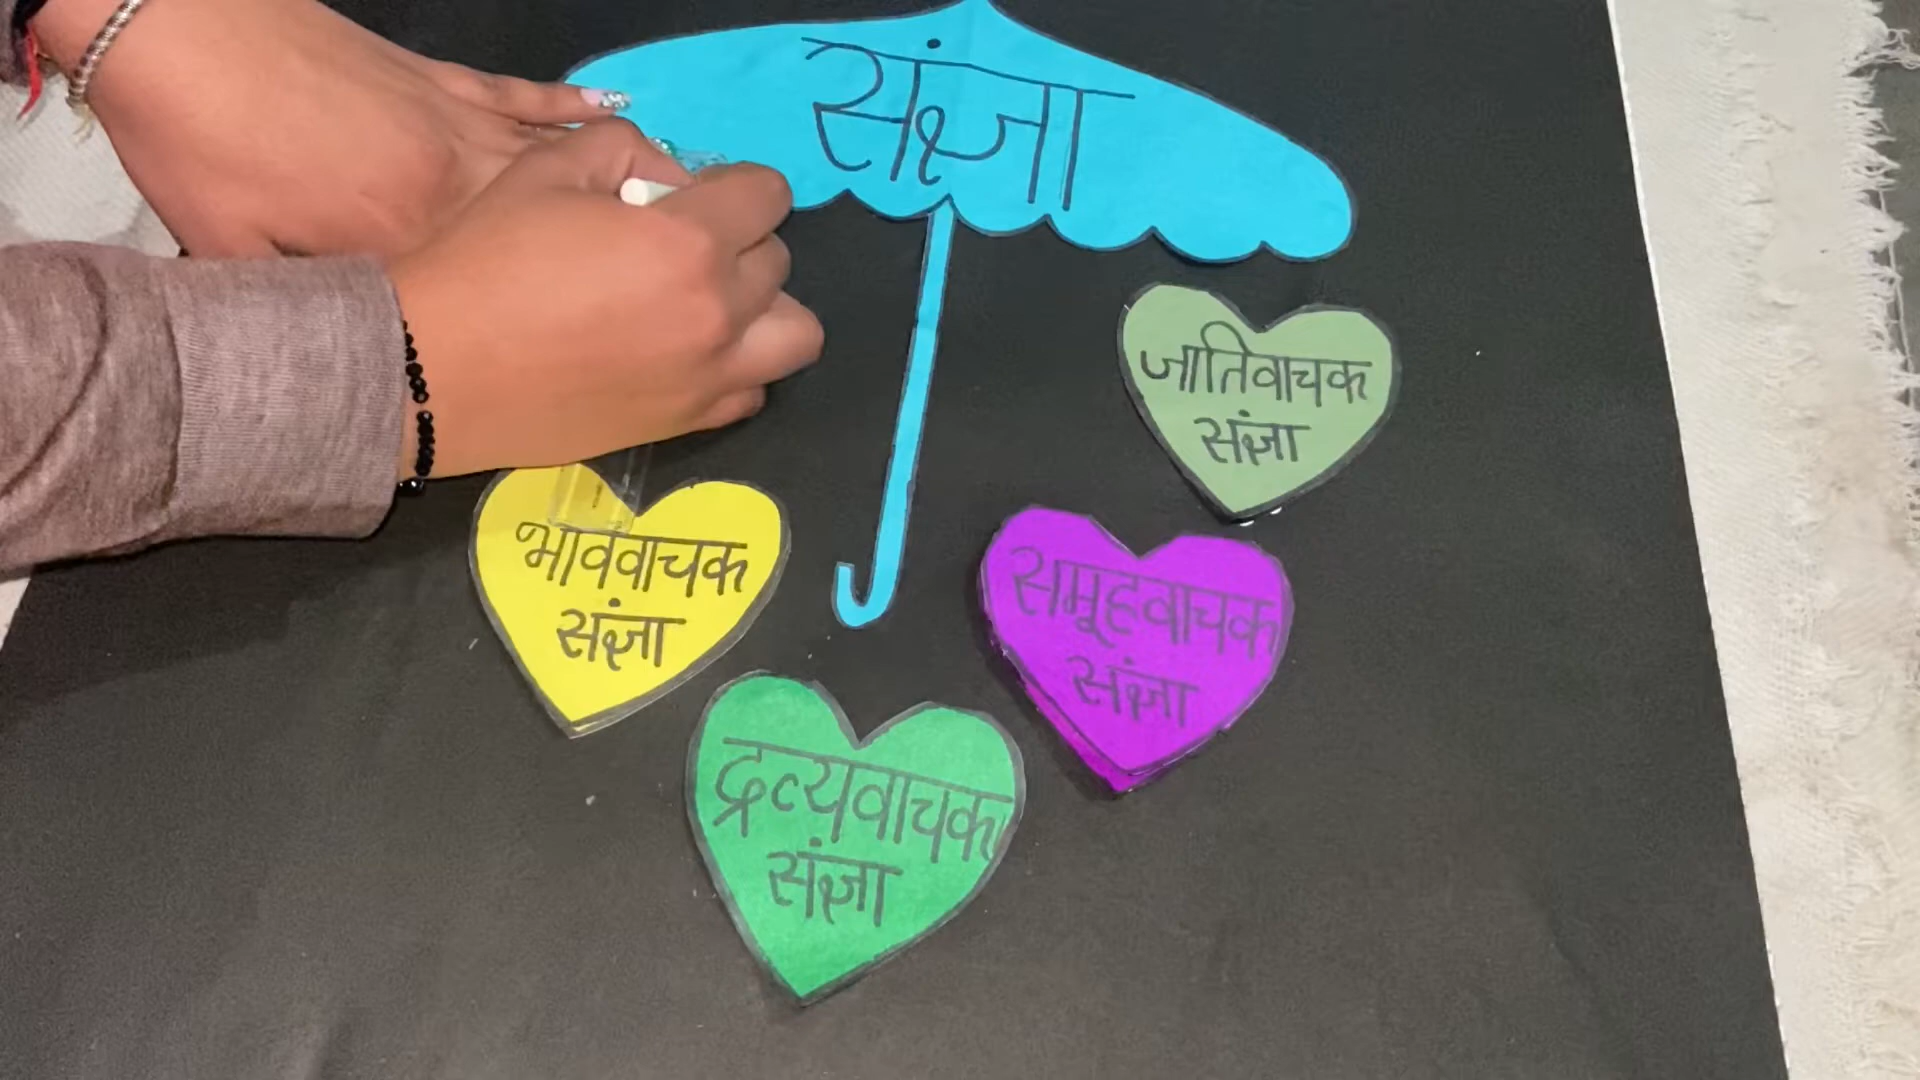 संज्ञा
जातिवाचक
संज्ञा
भाववाचक
संज्ञा
समूहवाचक
संज्ञा
द्रव्यवाचक
संज्ञा